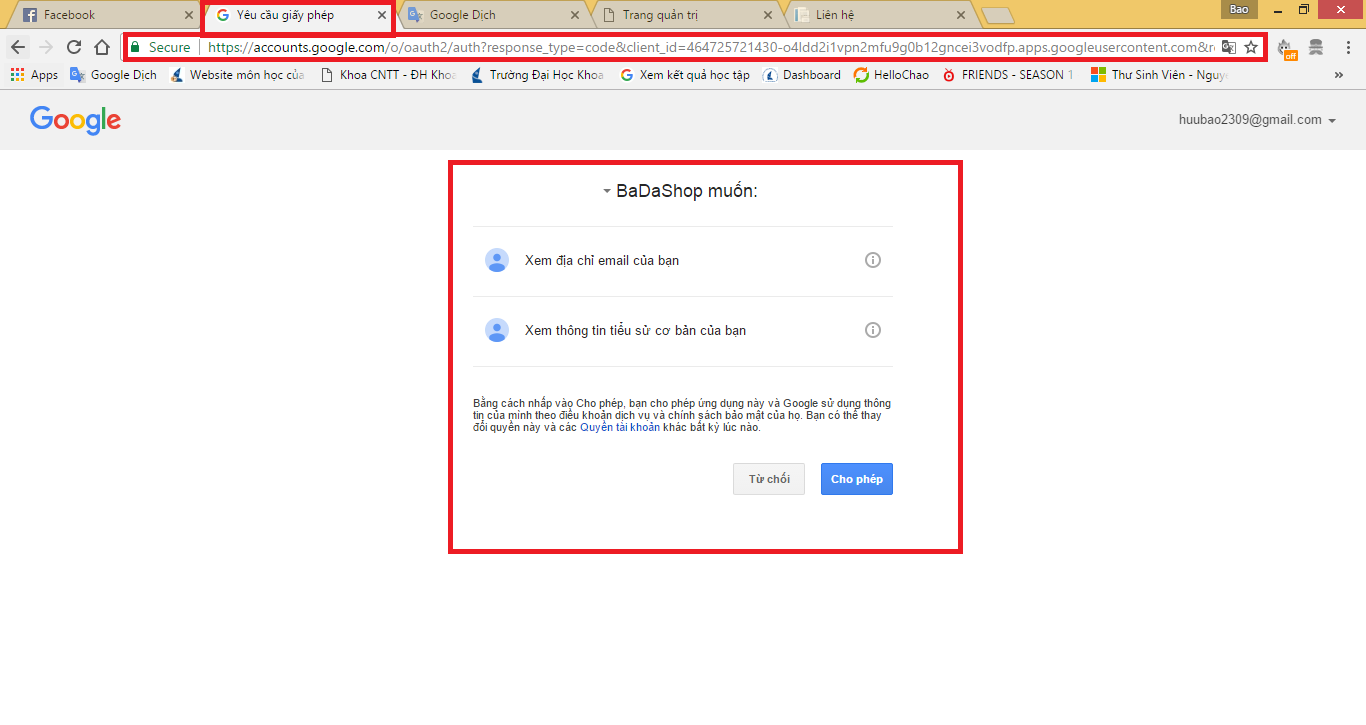 Facebook
Yêu cầu giấy phép
Google Dịch
Trang quản trị
Liên hệ
Bao
Secure
https://accounts.google.com/o/oauth2/auth?response_type=code&client_id=464725721430-o4ldd2i1vpn2mfu9g0b12gncei3vodfp.apps.googleusercontent.com&r
off
Apps
Google Dịch
Website môn học củ
Khoa CNTT - ĐH Kho
Trường Đại Học Kho
Xem kết quả học tập
Dashboard
HelloChao
FRIENDS - SEASON 1
Thư Sinh Viên - Nguy
»
Google
huubao2309@gmail.com
BaDaShop muốn:
Xem địa chỉ email của bạn
Xem thông tin tiểu sử cơ bản của bạn
Bằng cách nhấp vào Cho phép, bạn cho phép ứng dụng này và Google sử dụng thông
tin của mình theo điều khoản dịch vụ và chính sách bảo mật của họ. Bạn có thể thay
đổi quyền này và các Quyền tài khoản khác bất kỳ lúc nào.
Từ chối
Cho phép